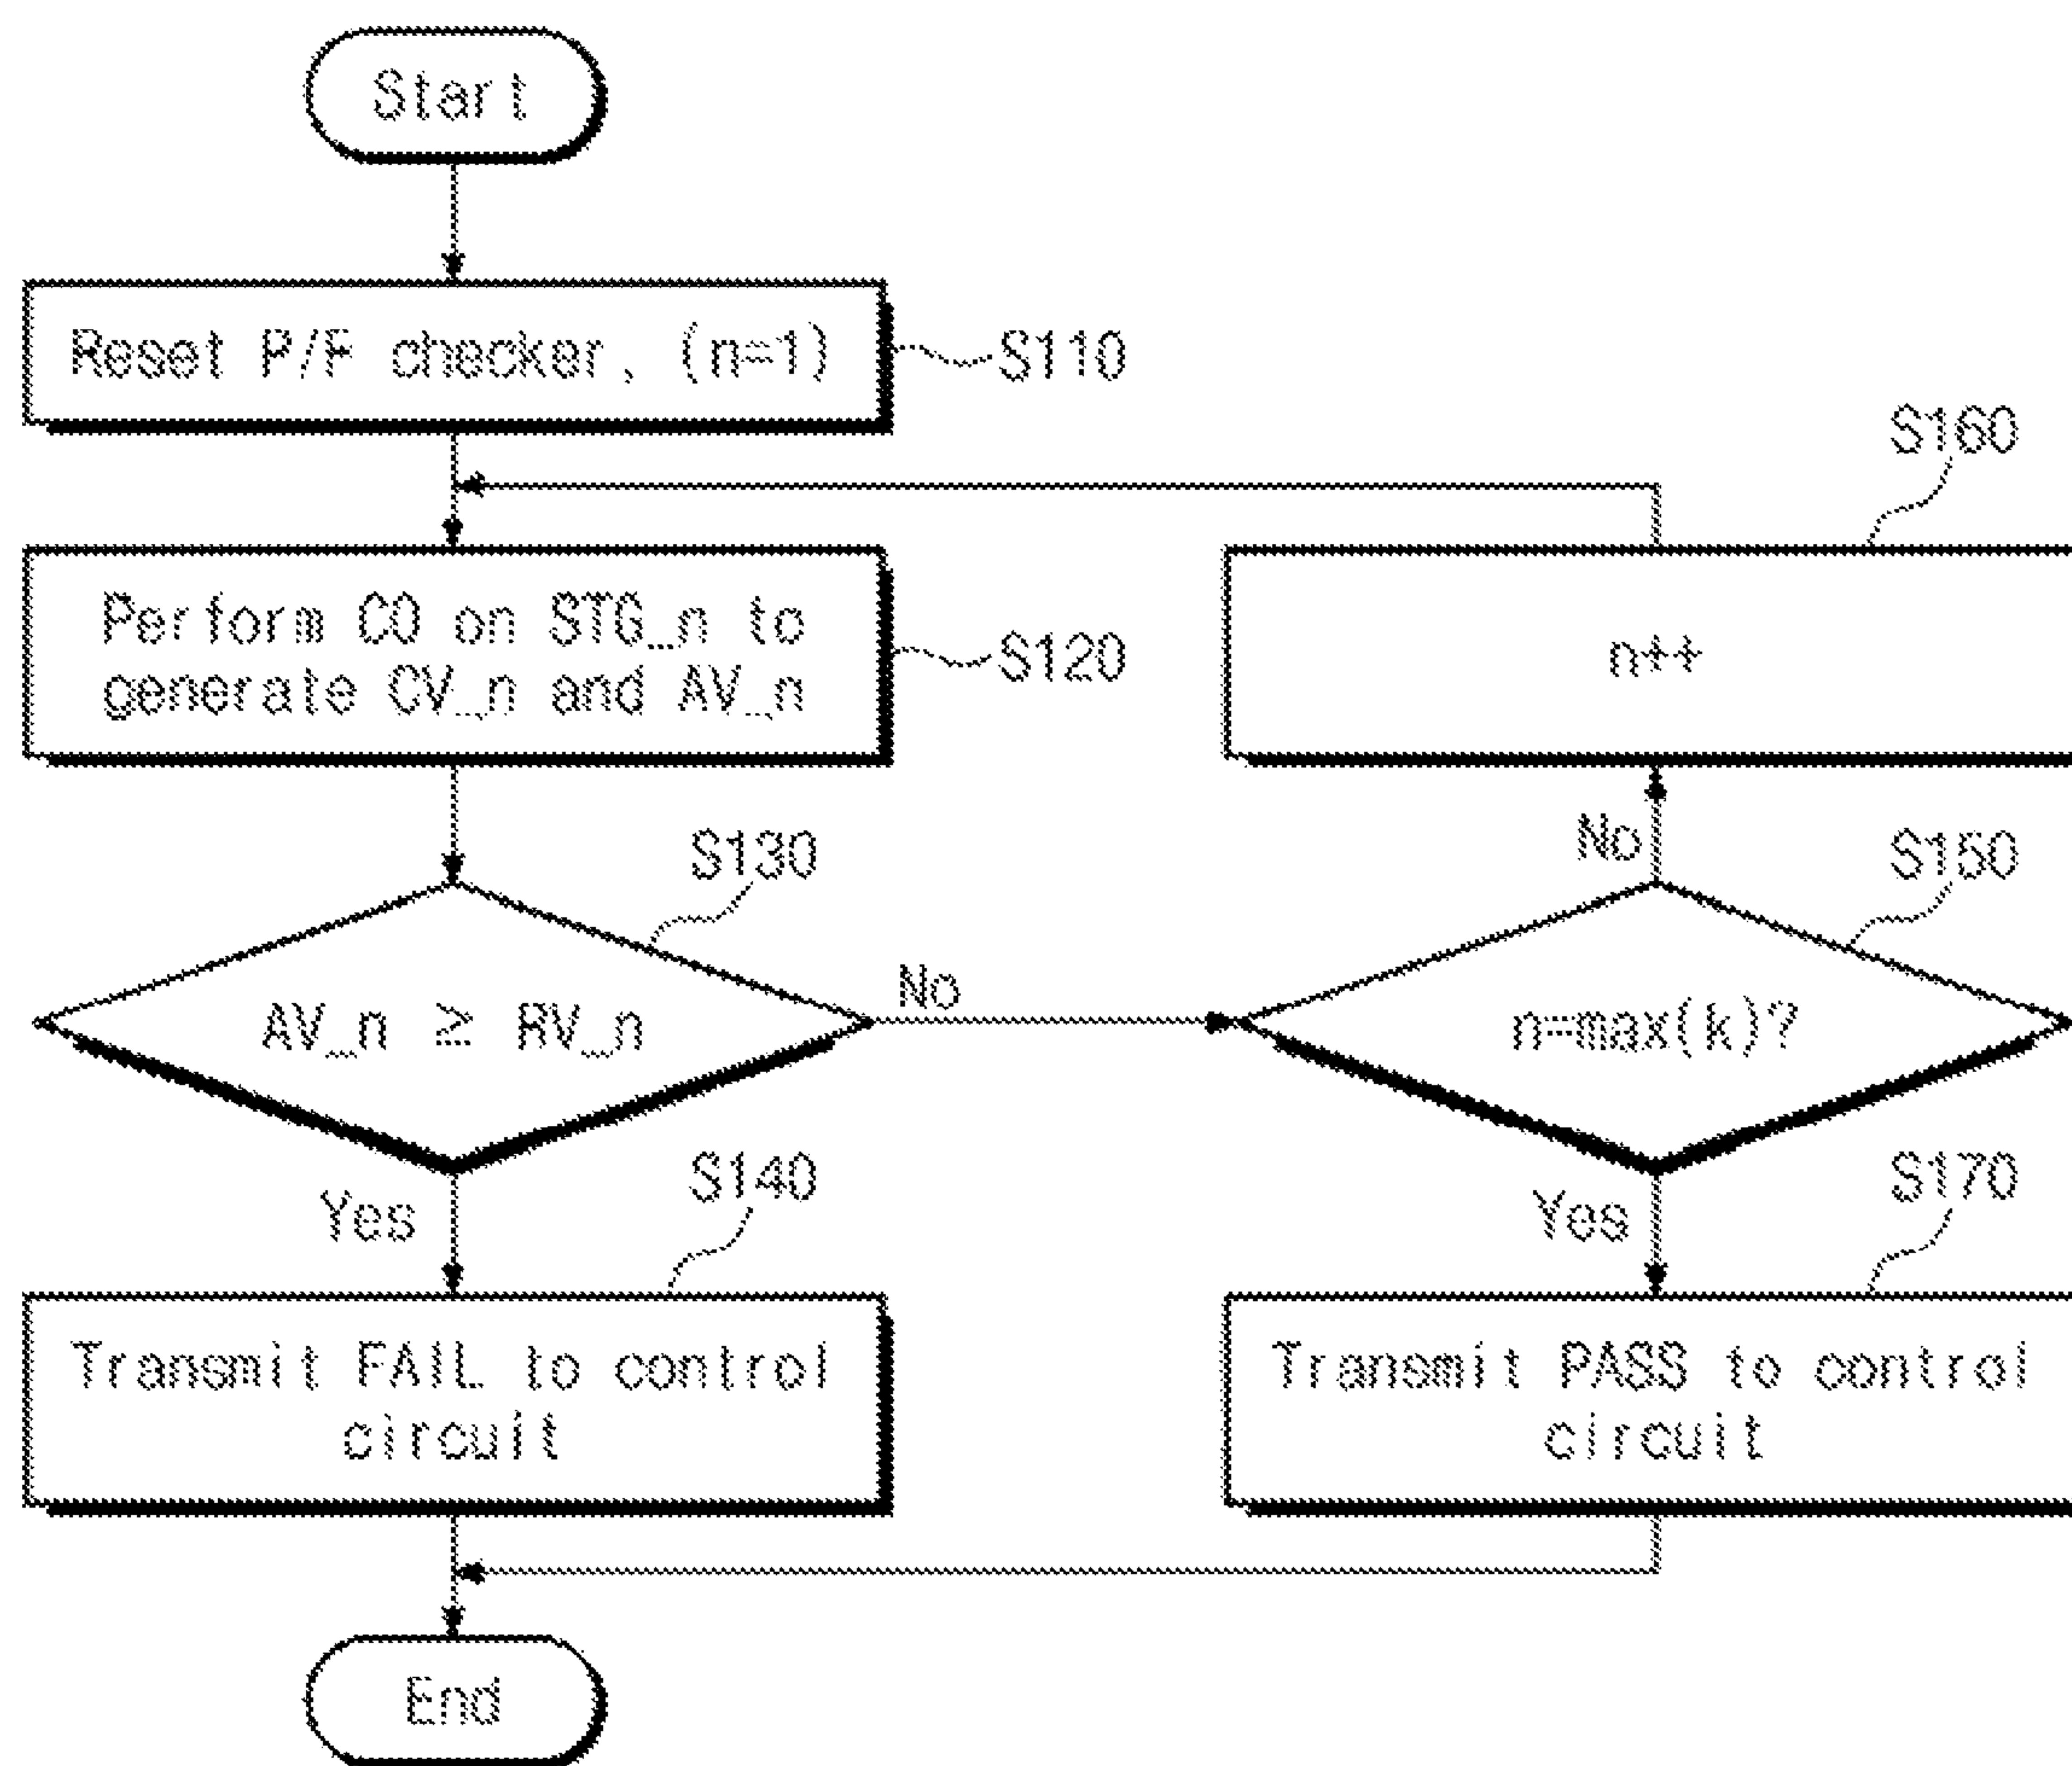 Start
Reset P/F checker, (n=1)
S110
S160
Perform CO on STG_n to
generate CV_n and AV_n
S120
n++
S130
No
S150
AV_n ≥ RV_n
No
n=max(k)?
Yes
S140
Yes
S170
Transmit FAIL to control
circuit
Transmit PASS to control
circuit
End